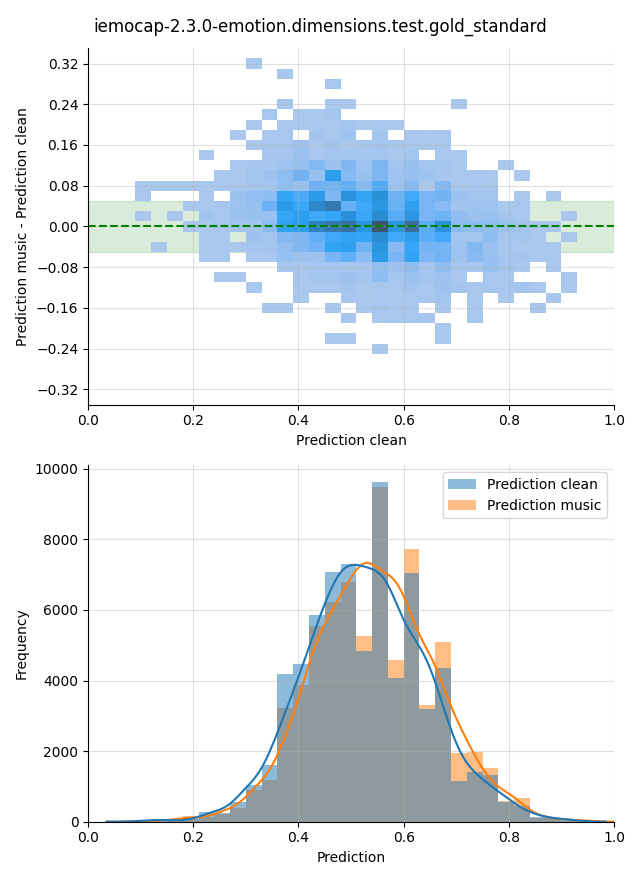 iemocap-2.3.0-emotion.dimensions.test.gold_standard
Prediction music - Prediction clean
0.32
0.24
0.16
0.08
0.00
−0.08
−0.16
−0.24
−0.32
0.0 0.2 0.4 0.6 0.8 1.0
Prediction clean
Frequency
10000
8000
6000
4000
2000
0
Prediction clean
Prediction music
0.0 0.2 0.4 0.6 0.8 1.0
Prediction